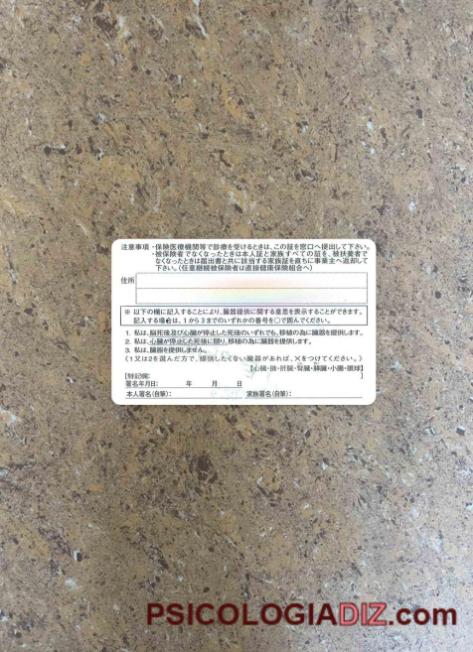 注意事項・保険医療機関等で診療を受けるときは、この証を窓口へ提出して下さい。
・被保険者でなくなったときは本人証と家族すべての証を、被扶養者で
なくなったときは届出書と共に該当する家族証を直ちに事業主へ返却して
下さい。(任意継続被保険者は直接健康保険組合へ)
住所
※ 以下の欄に記入することにより、臓器提供に関する意思を表示することができます。
記入する場合は、1から3までのいずれかの番号を〇で囲んでください。
1. 私は、脳死後及び心臓が停止した死後のいずれでも、移植の為に臓器を提供します。
2. 私は、心臓が停止した死後に限り、移植の為に臓器を提供します。
3. 私は、臓器を提供しません。
《1又は2を選んだ方で、提供したくない臓器があれば、×をつけてください。》
【心臓・肺・肝臓・腎臓・膵臓・小腸・眼球】
[特記欄: ]
署名年月日: 年 月 日
本人署名(自筆): 家族署名(自筆):
PSICOLOGIADIZ.com